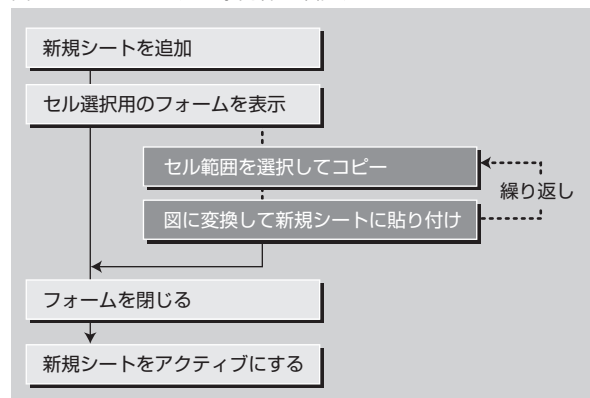 新規シートを追加
セル選択用のフォームを表示
セル範囲を選択してコピー
繰り返し
図に変換して新規シートに貼り付け
フォームを閉じる
新規シートをアクティブにする